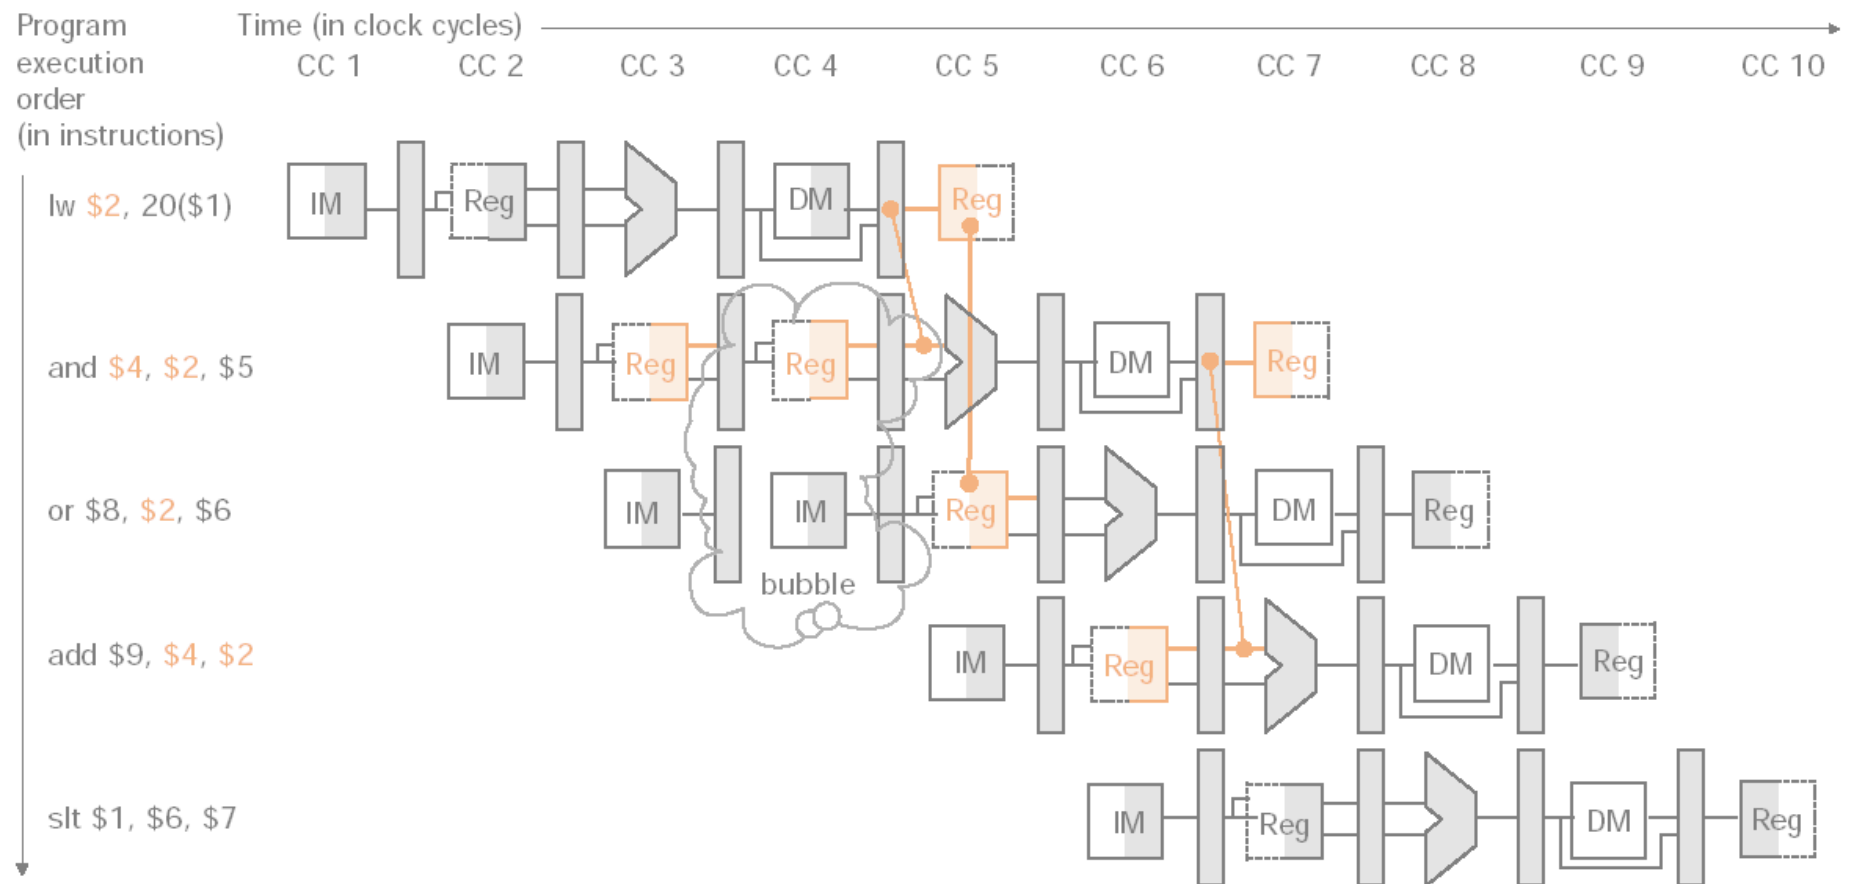 Program
execution
order
(in instructions)
Time (in clock cycles)
CC 1 CC 2 CC 3 CC 4 CC 5 CC 6 CC 7 CC 8 CC 9 CC 10
lw $2, 20($1)
IM Reg DM Reg
and $4, $2, $5
IM Reg Reg DM Reg
or $8, $2, $6
IM IM Reg DM Reg
bubble
add $9, $4, $2
IM Reg DM Reg
slt $1, $6, $7
IM Reg DM Reg